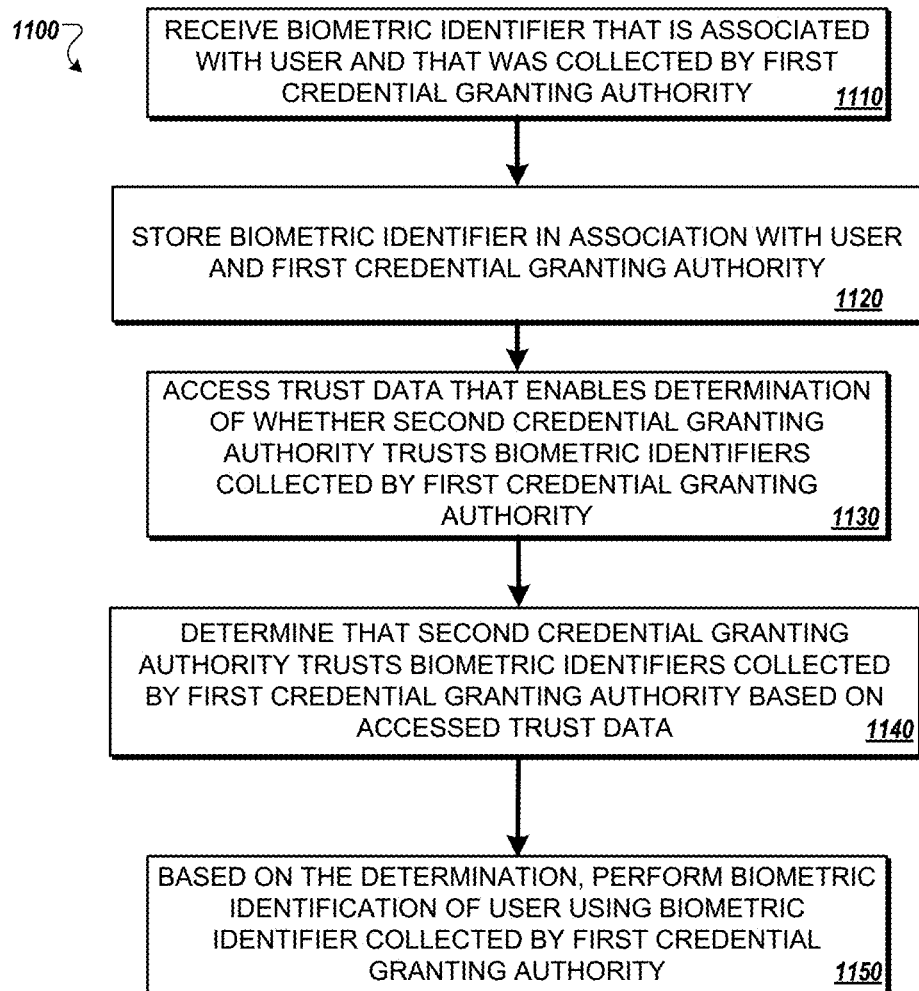 1100
RECEIVE BIOMETRIC IDENTIFIER THAT IS ASSOCIATED
WITH USER AND THAT WAS COLLECTED BY FIRST
CREDENTIAL GRANTING AUTHORITY
1110
STORE BIOMETRIC IDENTIFIER IN ASSOCIATION WITH USER
AND FIRST CREDENTIAL GRANTING AUTHORITY
1120
ACCESS TRUST DATA THAT ENABLES DETERMINATION
OF WHETHER SECOND CREDENTIAL GRANTING
AUTHORITY TRUSTS BIOMETRIC IDENTIFIERS
COLLECTED BY FIRST CREDENTIAL GRANTING
AUTHORITY
1130
DETERMINE THAT SECOND CREDENTIAL GRANTING
AUTHORITY TRUSTS BIOMETRIC IDENTIFIERS COLLECTED
BY FIRST CREDENTIAL GRANTING AUTHORITY BASED ON
ACCESSED TRUST DATA
1140
BASED ON THE DETERMINATION, PERFORM BIOMETRIC
IDENTIFICATION OF USER USING BIOMETRIC
IDENTIFIER COLLECTED BY FIRST CREDENTIAL
GRANTING AUTHORITY
1150